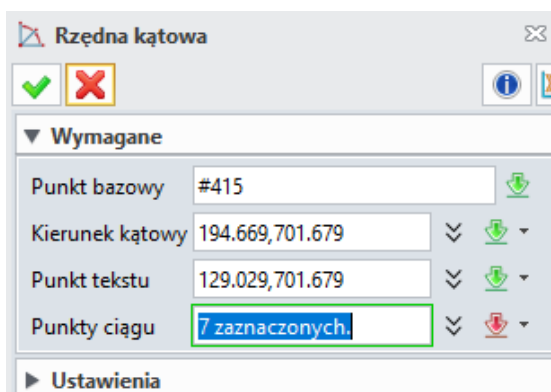 Rzędna kątowa
Wymagane
Punkt bazowy #415
Kierunek kątowy 194.669,701.679
Punkt tekstu 129.029,701.679
Punkty ciągu 7 zaznaczonych.
Ustawienia